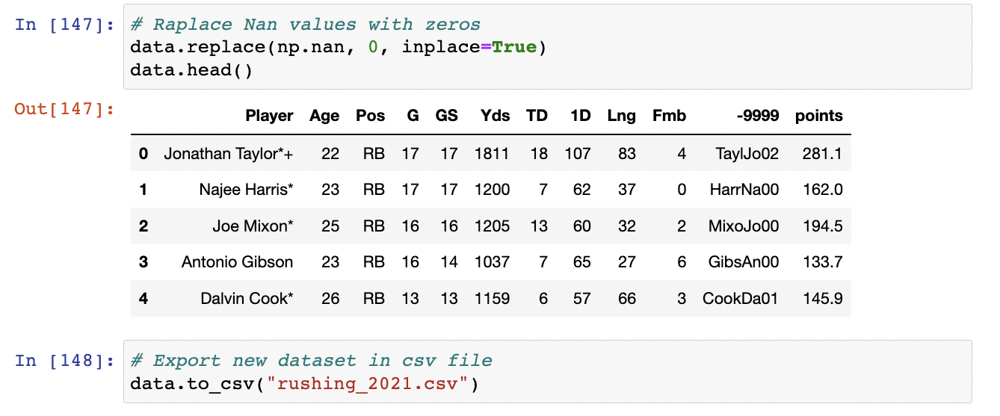 In [147]: # Raplace Nan values with zeros
data.replace(np.nan, 0, inplace=True)
data.head()
Out[147]:
Player Age Pos G GS Yds TD 1D Lng Fmb -9999 points
0 Jonathan Taylor*+ 22 RB 17 17 1811 18 107 83 4 TaylJo02 281.1
1 Najee Harris* 23 RB 17 17 1200 7 62 37 0 HarrNa00 162.0
2 Joe Mixon* 25 RB 16 16 1205 13 60 32 2 MixoJo00 194.5
3 Antonio Gibson 23 RB 16 14 1037 7 65 27 6 GibsAn00 133.7
4 Dalvin Cook* 26 RB 13 13 1159 6 57 66 3 CookDa01 145.9
In [148]: # Export new dataset in csv file
data.to_csv("rushing_2021.csv")